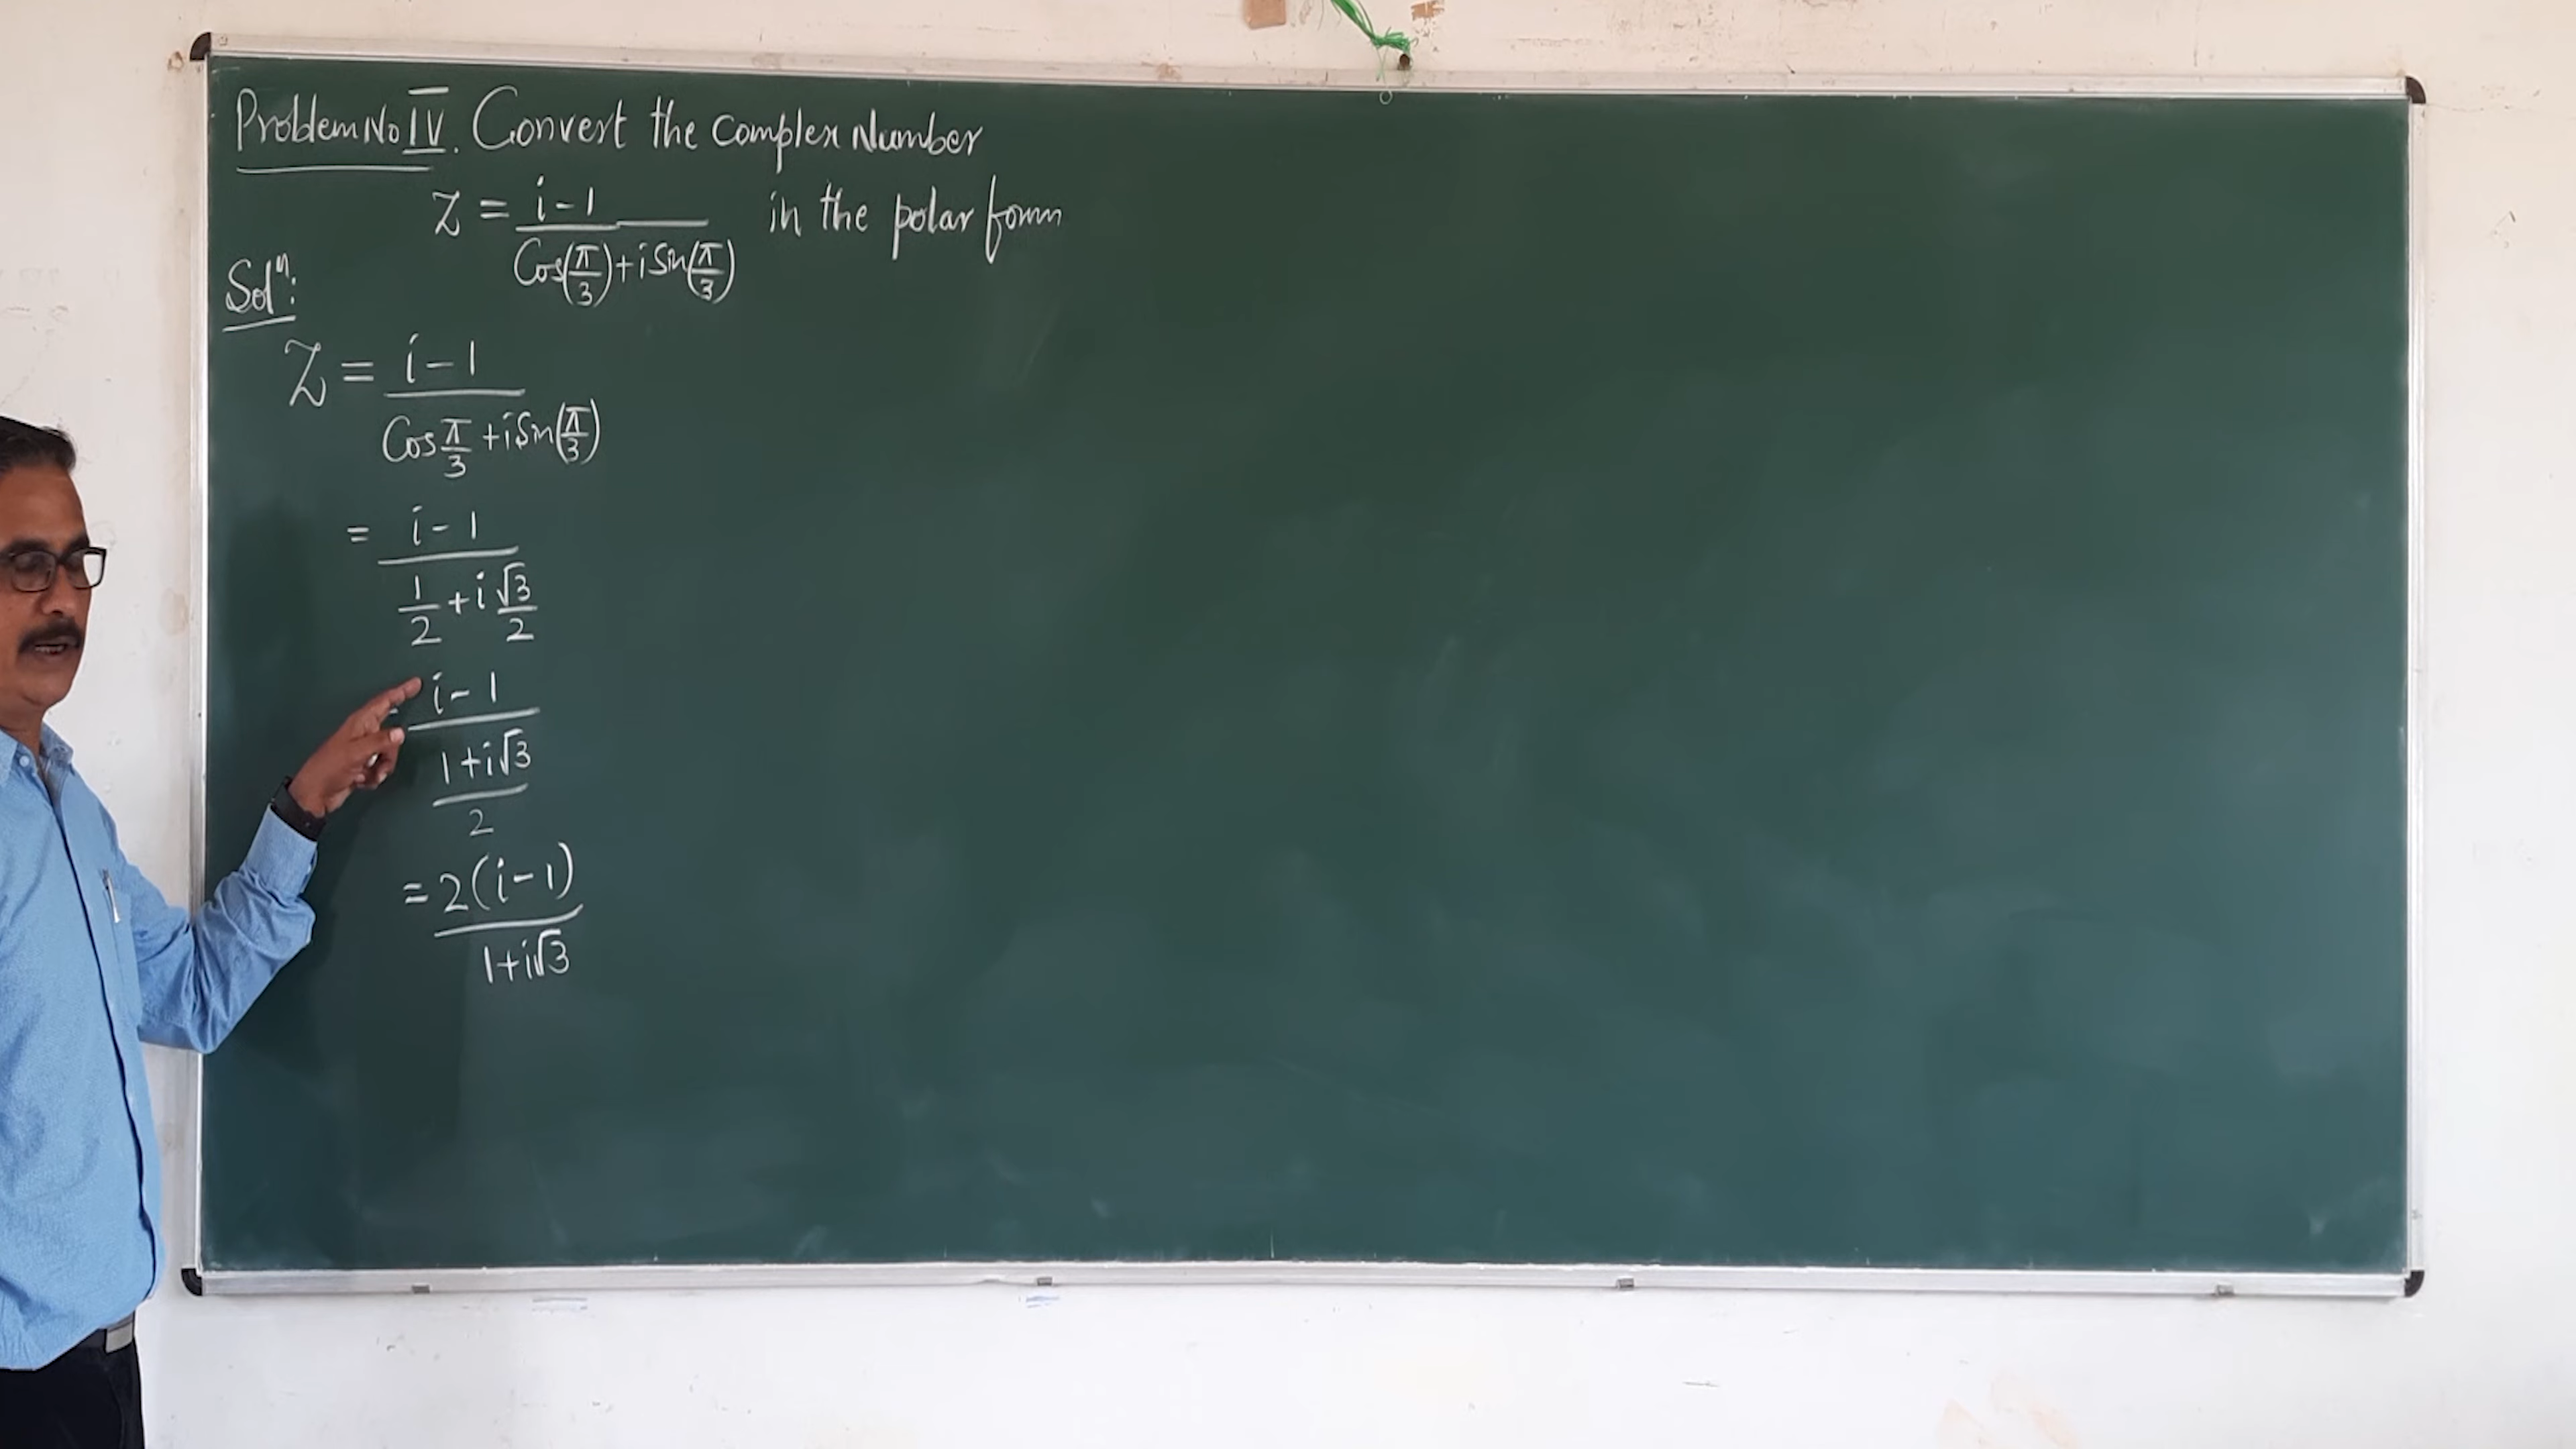 Problem No IV. Convert the Complex Number
Z = i-1 / Cos(π/3)+i Sin(π/3) in the polar form
Solⁿ:
Z = i-1 / Cos π/3 +i Sin(π/3)
= i-1 / 1/2 + i √3/2
= i-1 / 1+i√3 / 2
= 2(i-1) / 1+i√3